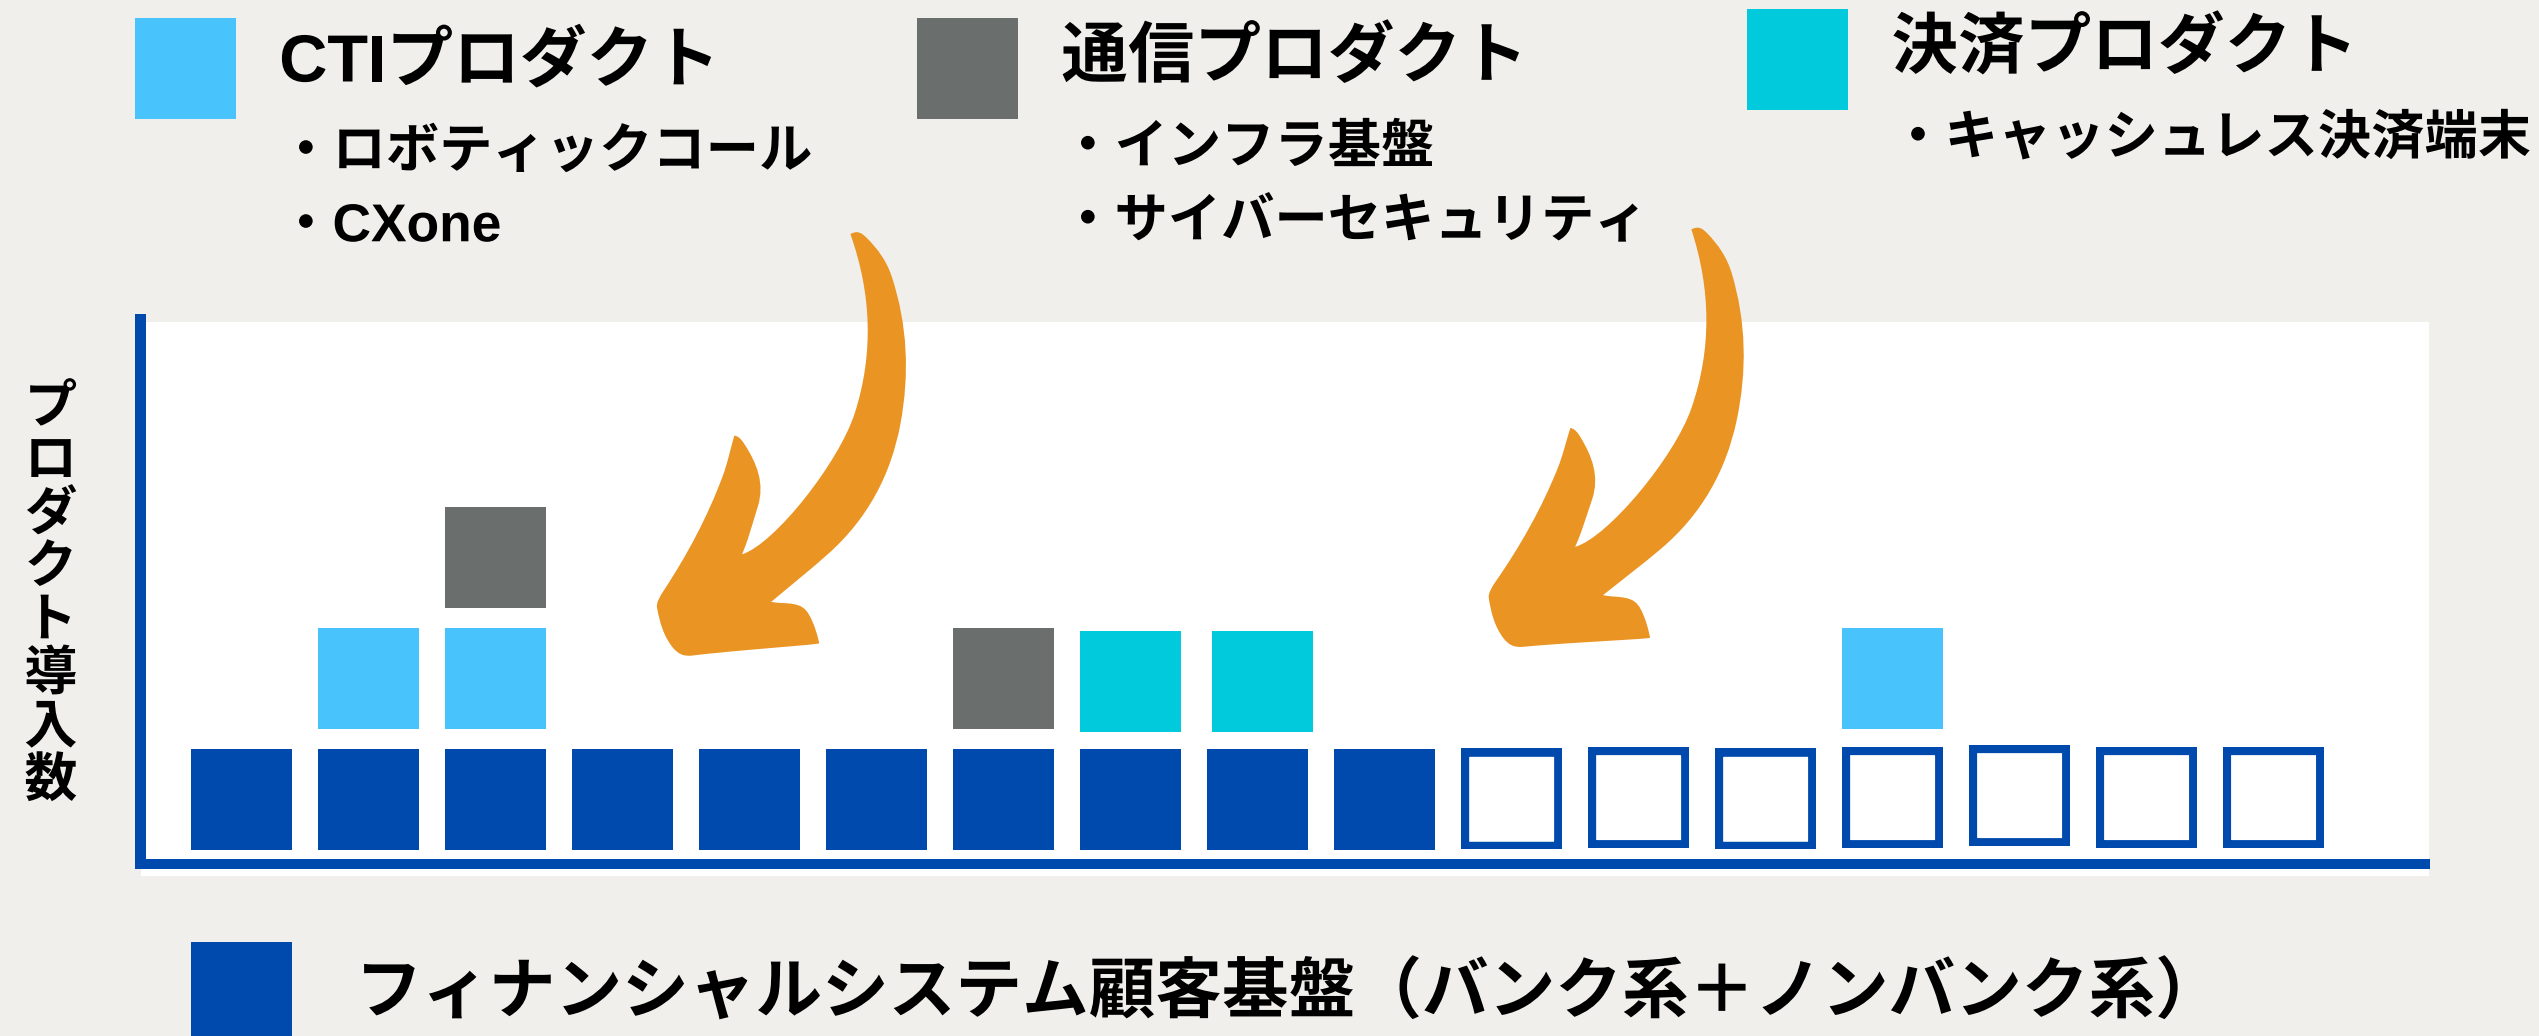 CTIプロダクト
・ロボティックコール
・CXone
通信プロダクト
・インフラ基盤
・サイバーセキュリティ
決済プロダクト
・キャッシュレス決済端末
プロダクト導入数
フィナンシャルシステム顧客基盤（バンク系＋ノンバンク系）